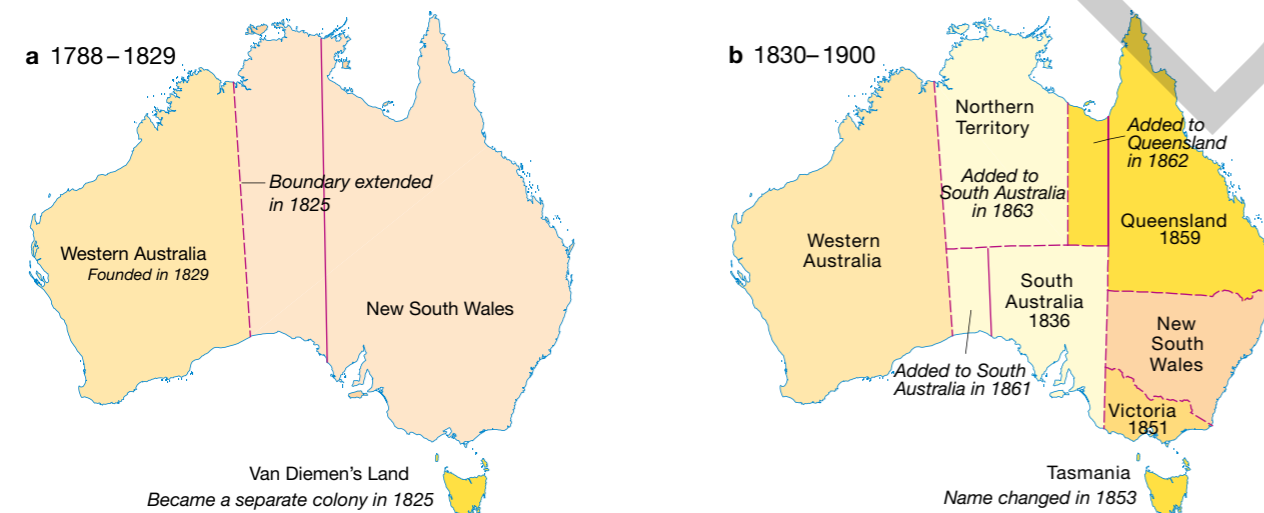 a 1788–1829
Boundary extended
in 1825
Western Australia
Founded in 1829
New South Wales
Van Diemen's Land
Became a separate colony in 1825
b 1830–1900
Northern
Territory
Added to
Queensland
in 1862
Added to
South Australia
in 1863
Queensland
1859
Western
Australia
South
Australia
1836
New
South
Wales
Added to South
Australia in 1861
Victoria
1851
Tasmania
Name changed in 1853